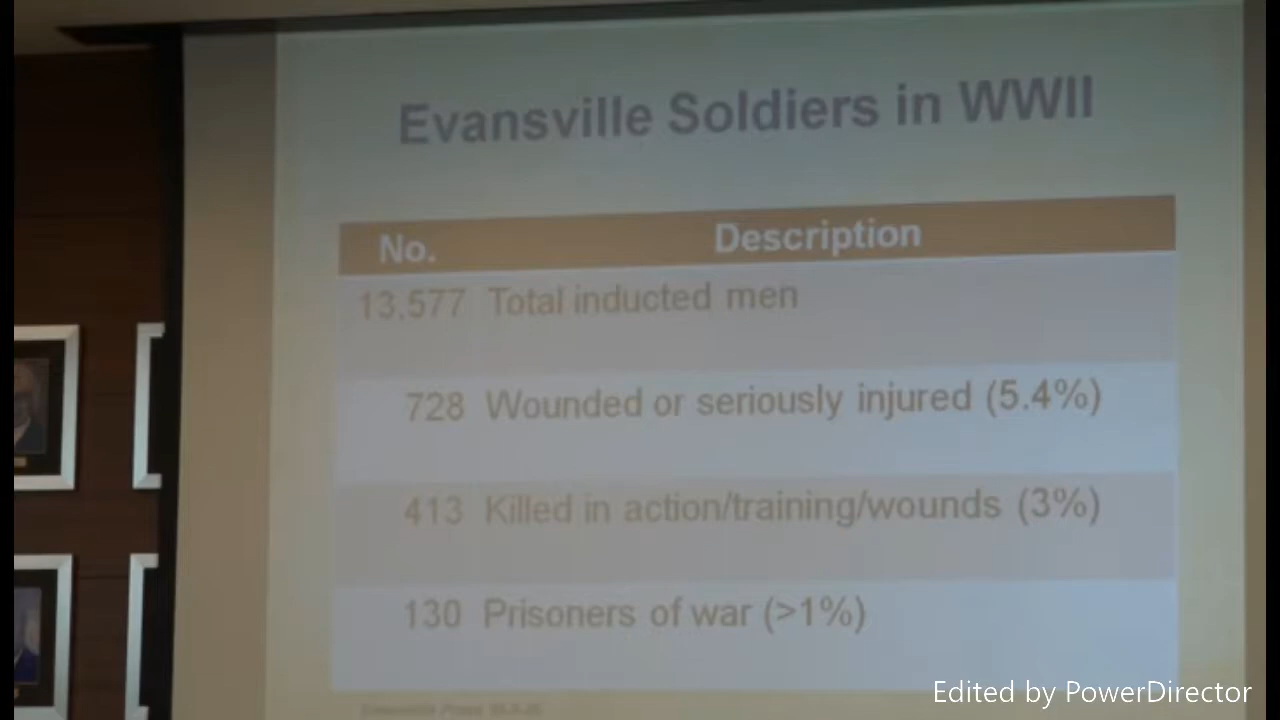 Evansville Soldiers in WWII
No. Description
13,577 Total inducted men
728 Wounded or seriously injured (5.4%)
413 Killed in action/training/wounds (3%)
130 Prisoners of war (>1%)
Edited by PowerDirector